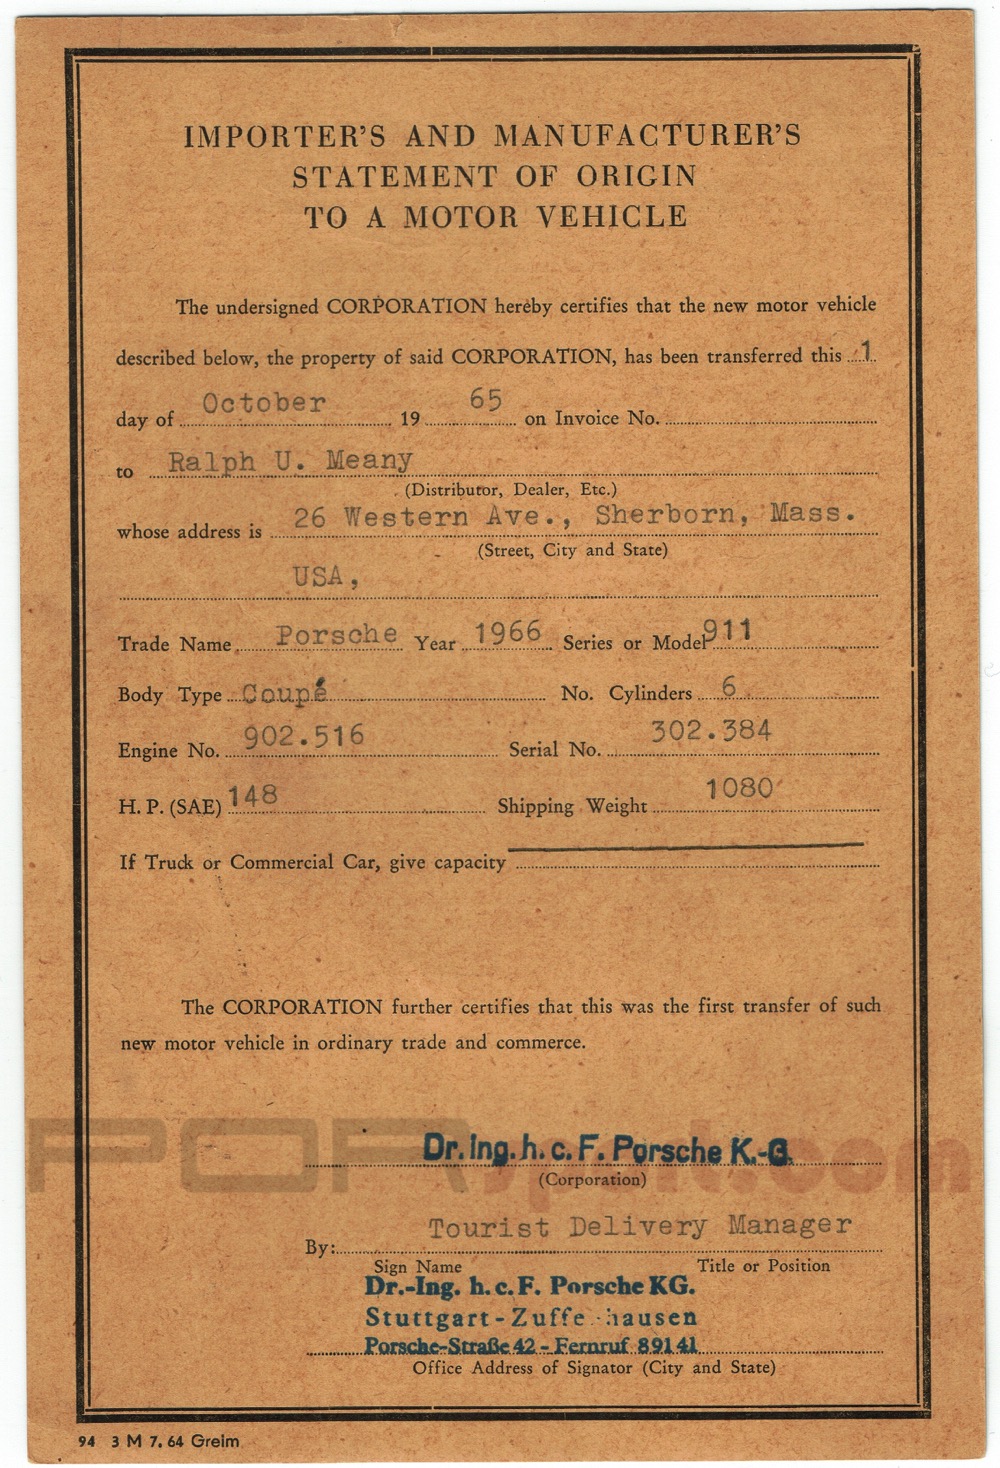 IMPORTER'S AND MANUFACTURER'S
STATEMENT OF ORIGIN
TO A MOTOR VEHICLE
The undersigned CORPORATION hereby certifies that the new motor vehicle
described below, the property of said CORPORATION, has been transferred this 1
day of October 19 65 on Invoice No.
to Ralph U. Meany
(Distributor, Dealer, Etc.)
whose address is 26 Western Ave., Sherborn, Mass.
(Street, City and State)
USA,
Trade Name Porsche Year 1966 Series or Model 911
Body Type Coupé No. Cylinders 6
Engine No. 902.516 Serial No. 302.384
H. P. (SAE) 148 Shipping Weight 1080
If Truck or Commercial Car, give capacity
The CORPORATION further certifies that this was the first transfer of such
new motor vehicle in ordinary trade and commerce.
Dr. Ing. h. c. F. Porsche K.-G.
(Corporation)
Tourist Delivery Manager
By:
Sign Name Title or Position
Dr.-Ing. h. c. F. Porsche KG.
Stuttgart-Zuffe hausen
Porsche-Straße 42 - Fernruf 89141
Office Address of Signator (City and State)
94 3 M 7. 64 Greim